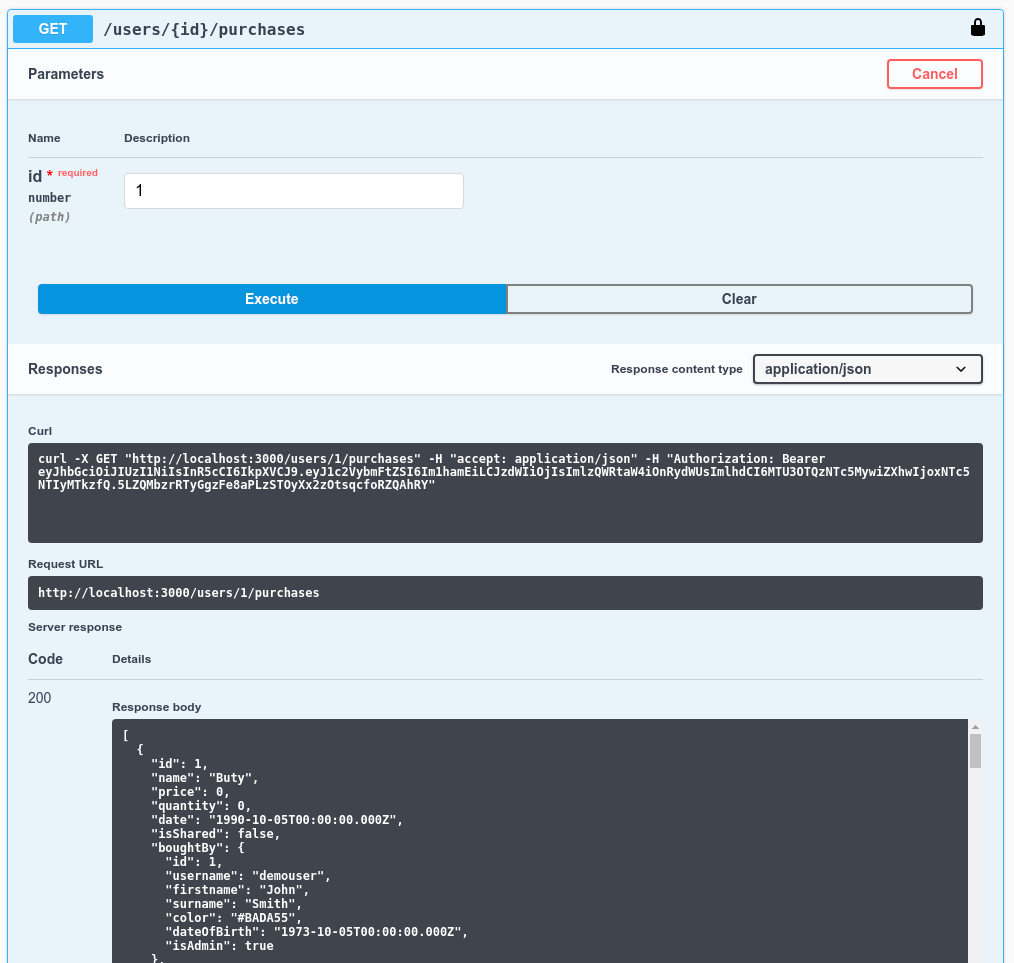 GET /users/{id}/purchases
Parameters
Cancel
Name Description
id * required
number
(path)
1
Execute
Clear
Responses
Response content type
application/json
Curl
curl -X GET "http://localhost:3000/users/1/purchases" -H "accept: application/json" -H "Authorization: Bearer
eyJhbGciOiJIUzI1NiIsInR5cCI6IkpXVCJ9.eyJ1c2VybmFtZSI6Im1hamEiLCJzdWIiOjIsImlzQWRtaW4iOnRydWUsImlhdCI6MTU3OTQzNTc5MywiZXhwIjoxNTc5
NTIyMTkzfQ.5LZQMbzrRTyGgzFe8aPLzSTOyXx2zOtsqcfoRZQAhRY"
Request URL
http://localhost:3000/users/1/purchases
Server response
Code Details
200
Response body
[
{
"id": 1,
"name": "Buty",
"price": 0,
"quantity": 0,
"date": "1990-10-05T00:00:00.000Z",
"isShared": false,
"boughtBy": {
"id": 1,
"username": "demouser",
"firstname": "John",
"surname": "Smith",
"color": "#BADA55",
"dateOfBirth": "1973-10-05T00:00:00.000Z",
"isAdmin": true
},